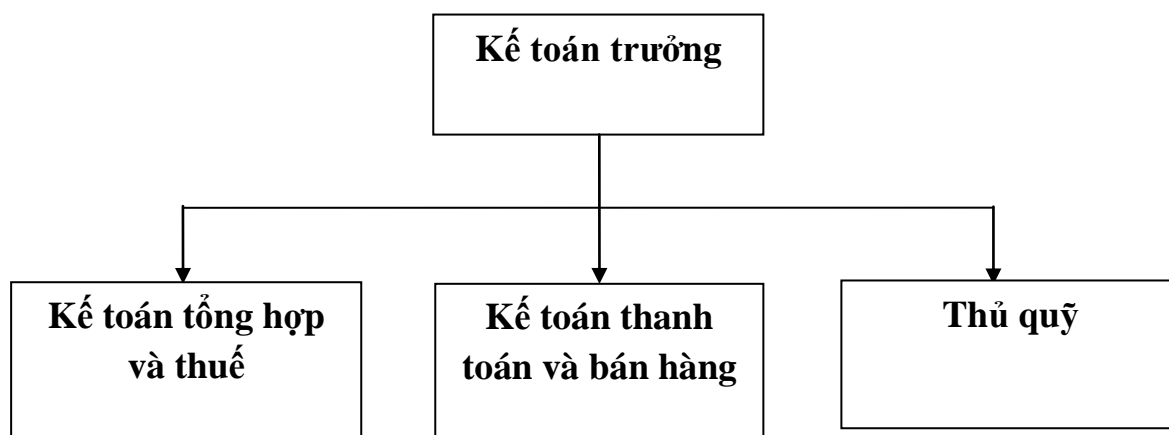 Kế toán trưởng
Kế toán tổng hợp
và thuế
Kế toán thanh
toán và bán hàng
Thủ quỹ